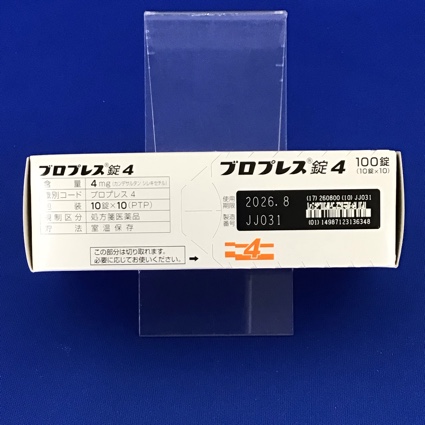 ブロプレス®錠4
含量 4mg(カンデサルタン シレキセチル)
識別コード ブロプレス 4
包装 10錠×10(PTP)
規制区分 処方箋医薬品
貯法 室温保存
この部分は切り取れます。
必要に応じてお使いください。
ブロプレス®錠4 100錠
(10錠×10)
使用期限 2026.8
製造番号 JJ031
(17) 260800 (10) JJ031
(01) 14987123136348
4